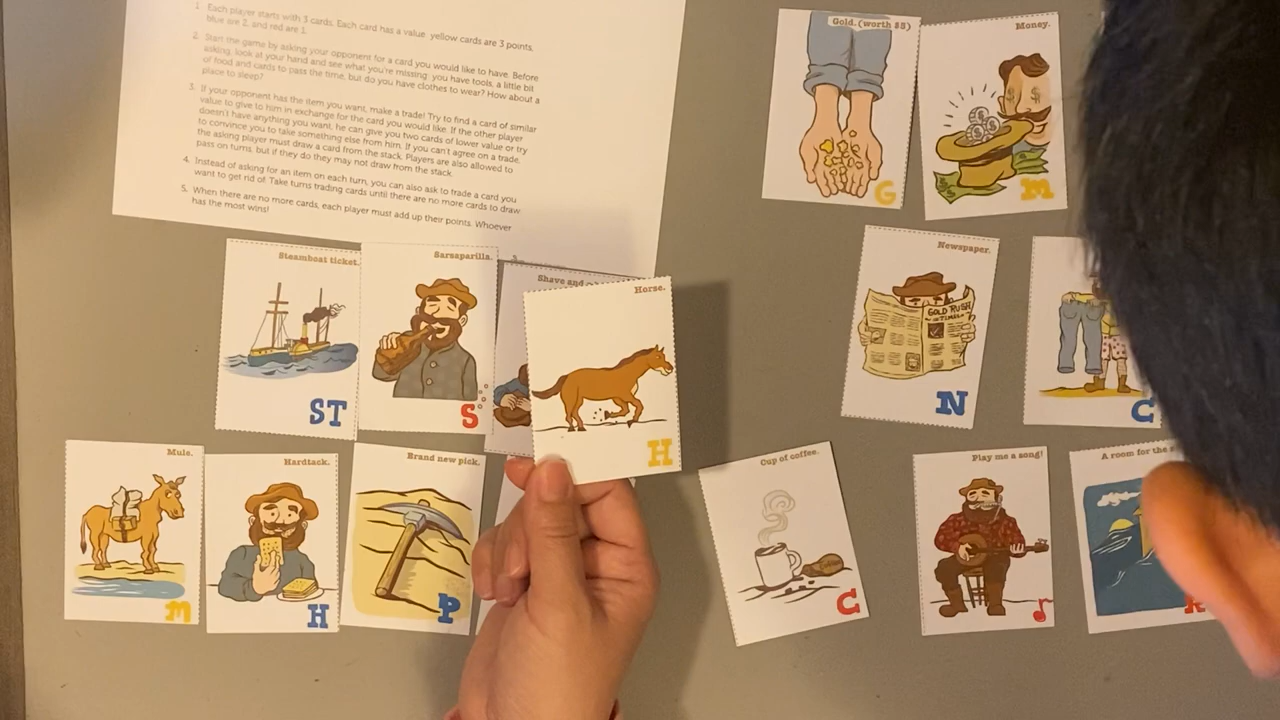 1. Each player starts with 3 cards. Each card has a value: yellow cards are 3 points,
blue are 2, and red are 1.
2. Start the game by asking your opponent for a card you would like to have. Before
asking, look at your hand and see what you're missing: you have tools, a little bit
of food and cards to pass the time, but do you have clothes to wear? How about a
place to sleep?
3. If your opponent has the item you want, make a trade! Try to find a card of similar
value to give to him in exchange for the card you would like. If the other player
doesn't have anything you want, he can give you two cards of lower value or try
to convince you to take something else from him. If you can't agree on a trade,
the asking player must draw a card from the stack. Players are also allowed to
pass on turns, but if they do they may not draw from the stack.
4. Instead of asking for an item on each turn, you can also ask to trade a card you
want to get rid of! Take turns trading cards until there are no more cards to draw.
5. When there are no more cards, each player must add up their points. Whoever
has the most wins!
Gold. (worth $8)
G
Money.
M
Steamboat ticket.
ST
Sarsaparilla.
S
Shave and
Horse.
H
Newspaper.
GOLD RUSH
TIMES
N
C
Mule.
M
Hardtack.
H
Brand new pick.
P
Cup of coffee.
C
Play me a song!
A room for the